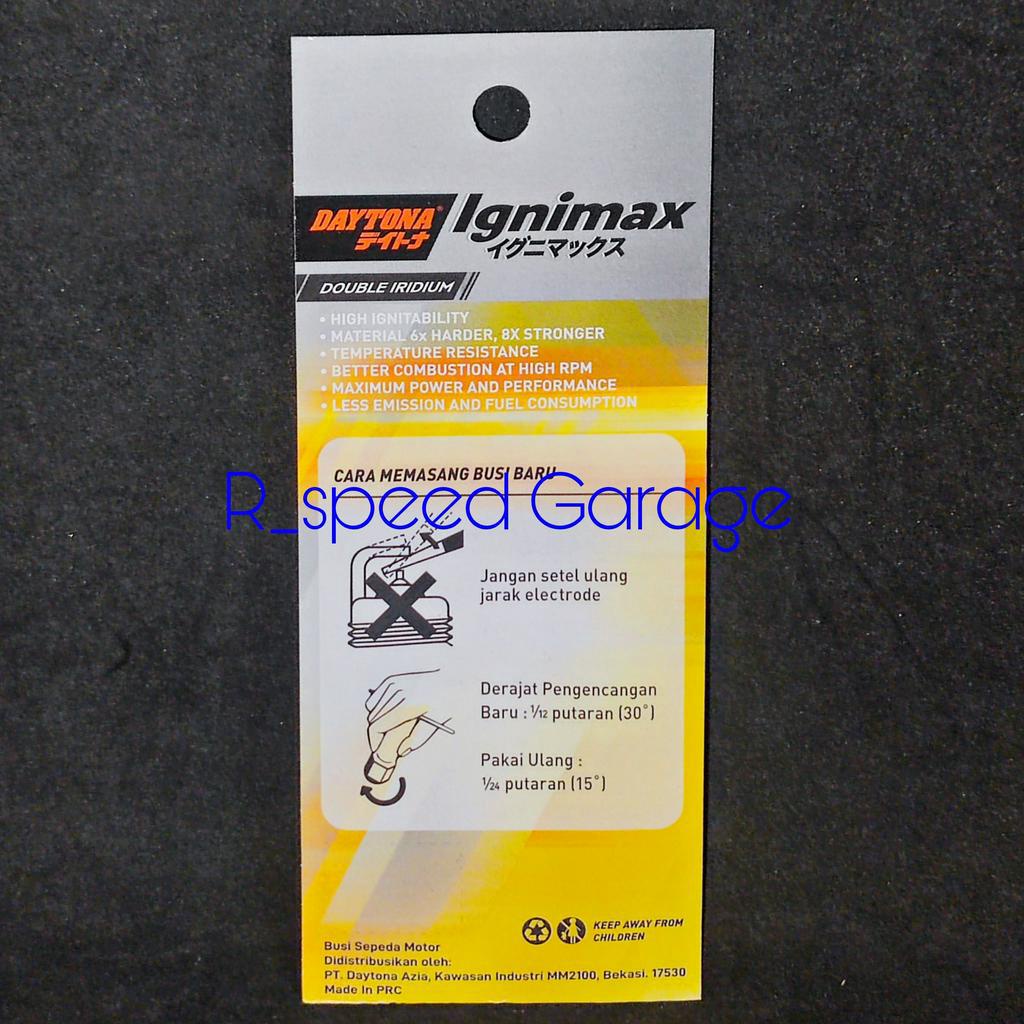 DAYTONA®
デイトナ
Ignimax
イグニマックス
DOUBLE IRIDIUM
• HIGH IGNITABILITY
• MATERIAL 6x HARDER, 8X STRONGER
• TEMPERATURE RESISTANCE
• BETTER COMBUSTION AT HIGH RPM
• MAXIMUM POWER AND PERFORMANCE
• LESS EMISSION AND FUEL CONSUMPTION
CARA MEMASANG BUSI BARU
R_speed Garage
Jangan setel ulang
jarak electrode
Derajat Pengencangan
Baru : 1/12 putaran (30°)
Pakai Ulang :
1/24 putaran (15°)
KEEP AWAY FROM
CHILDREN
Busi Sepeda Motor
Didistribusikan oleh:
PT. Daytona Azia, Kawasan Industri MM2100, Bekasi. 17530
Made In PRC